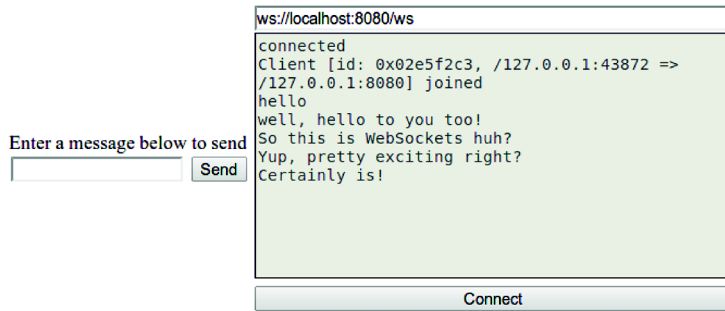 ws://localhost:8080/ws
connected
Client [id: 0x02e5f2c3, /127.0.0.1:43872 =>
/127.0.0.1:8080] joined
hello
well, hello to you too!
So this is WebSockets huh?
Yup, pretty exciting right?
Certainly is!
Enter a message below to send
Send
Connect